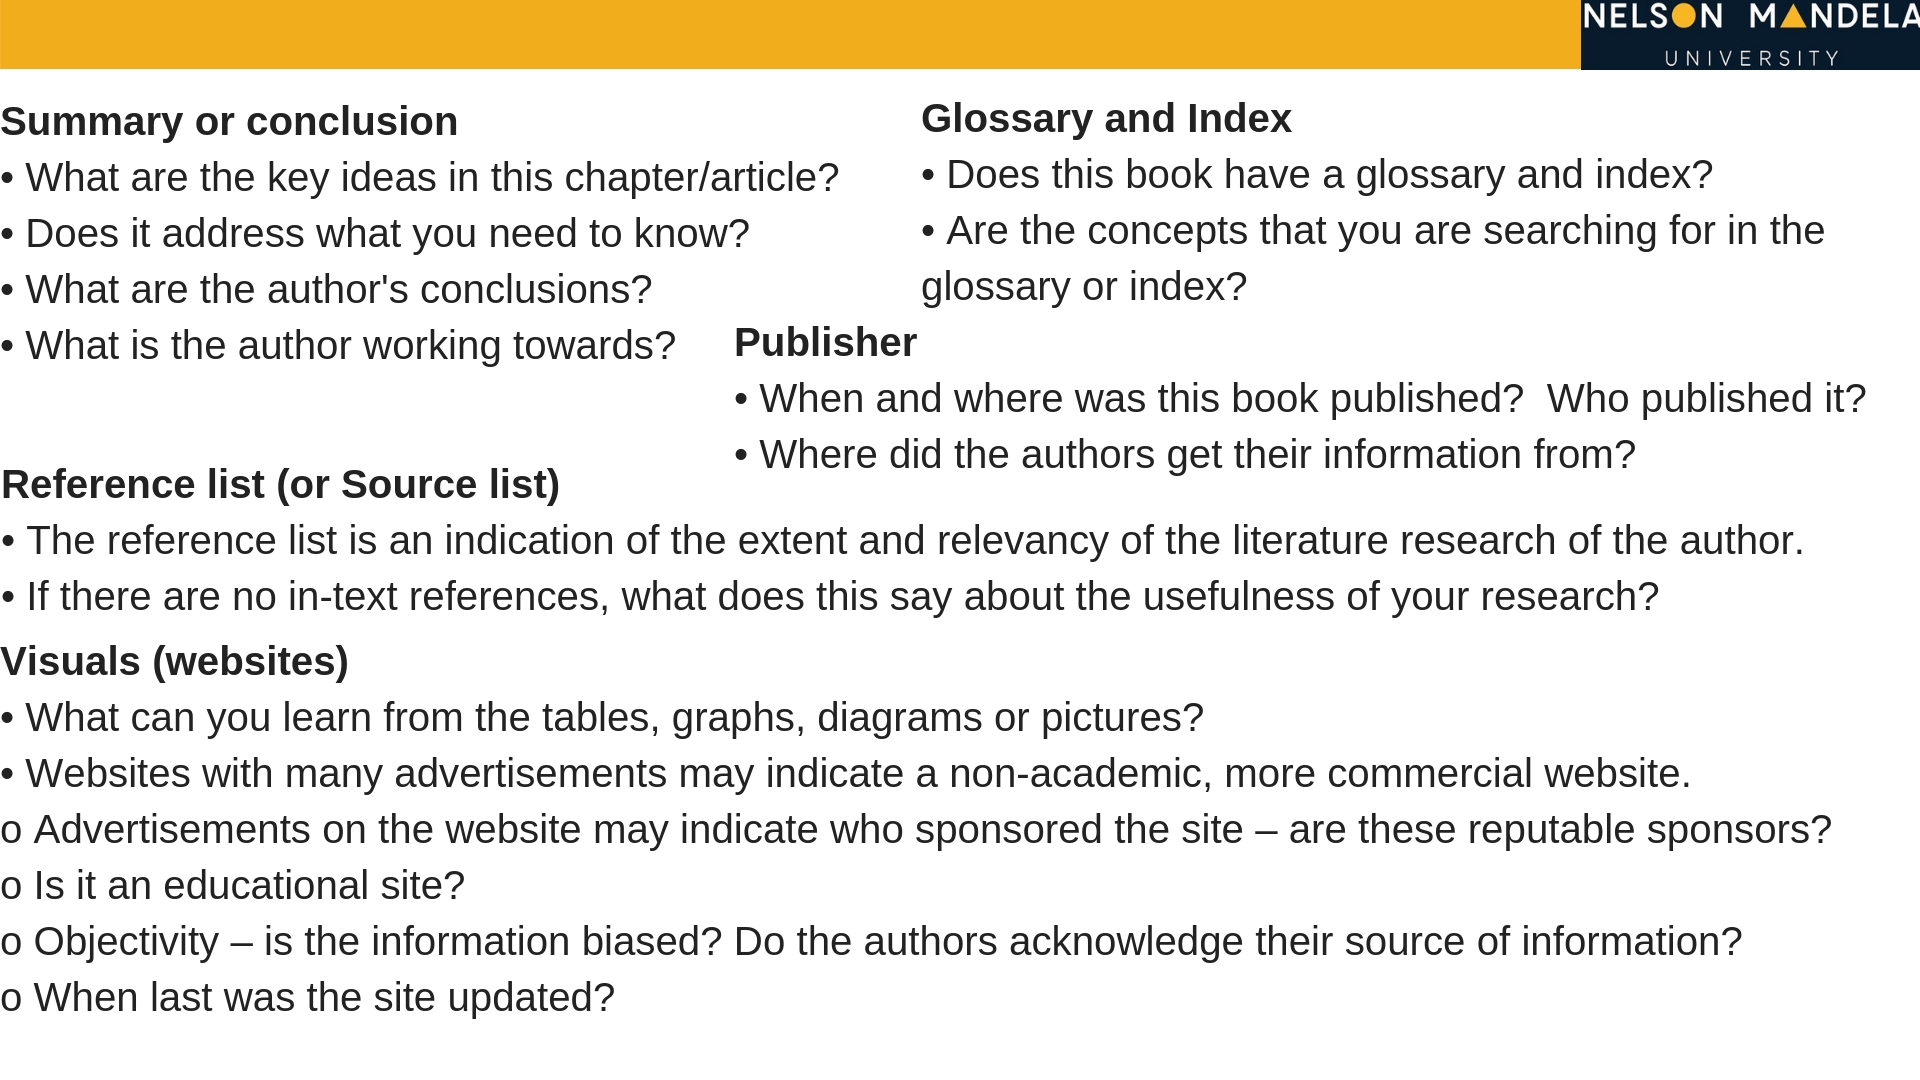 NELSON MANDELA
UNIVERSITY
Summary or conclusion
• What are the key ideas in this chapter/article?
• Does it address what you need to know?
• What are the author's conclusions?
• What is the author working towards?
Glossary and Index
• Does this book have a glossary and index?
• Are the concepts that you are searching for in the
glossary or index?
Publisher
• When and where was this book published?  Who published it?
• Where did the authors get their information from?
Reference list (or Source list)
• The reference list is an indication of the extent and relevancy of the literature research of the author.
• If there are no in-text references, what does this say about the usefulness of your research?
Visuals (websites)
• What can you learn from the tables, graphs, diagrams or pictures?
• Websites with many advertisements may indicate a non-academic, more commercial website.
o Advertisements on the website may indicate who sponsored the site – are these reputable sponsors?
o Is it an educational site?
o Objectivity – is the information biased? Do the authors acknowledge their source of information?
o When last was the site updated?